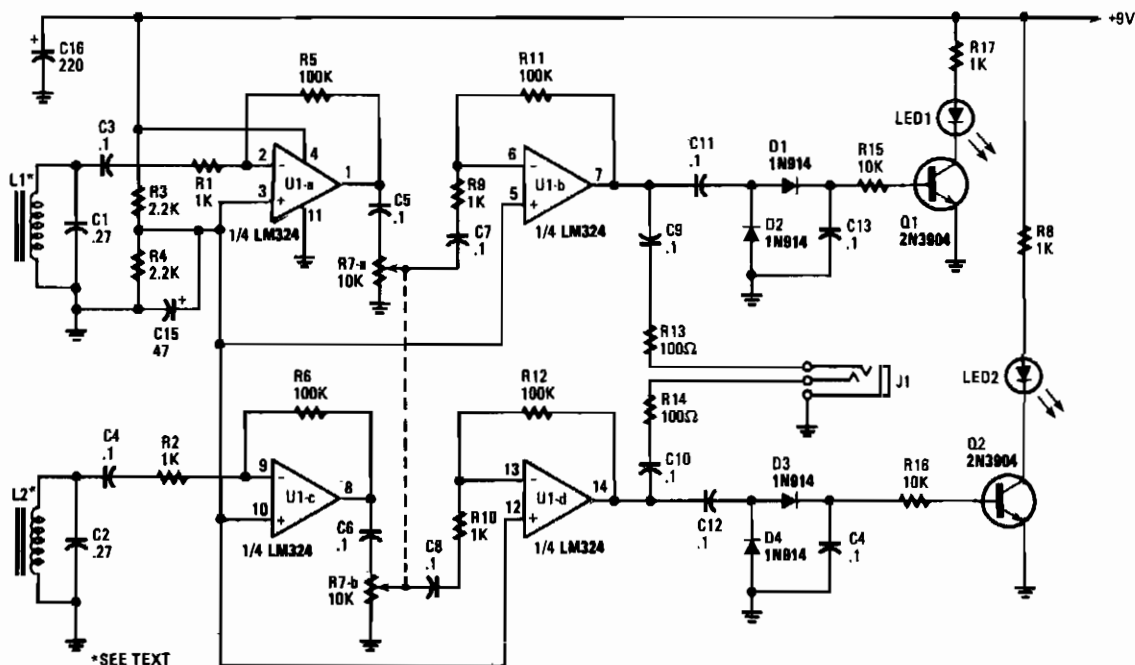 +9V
C16
220
R5
100K
R11
100K
R17
1K
LED1
C3
.1
L1*
R1
1K
2
-
4
3
+
U1-a
1
11
1/4 LM324
R3
2.2K
C1
.27
R4
2.2K
C15
47
+
+
C5
.1
R7-a
10K
R9
1K
C7
.1
6
-
5
+
U1-b
7
1/4 LM324
C11
.1
D1
1N914
R15
10K
D2
1N914
C13
.1
Q1
2N3904
R8
1K
C9
.1
R13
100Ω
J1
R14
100Ω
LED2
R6
100K
R12
100K
C4
.1
R2
1K
L2*
C2
.27
9
-
10
+
U1-c
8
1/4 LM324
C6
.1
R7-b
10K
C8
.1
R10
1K
13
-
12
+
U1-d
14
1/4 LM324
C10
.1
C12
.1
D3
1N914
D4
1N914
C4
.1
R16
10K
Q2
2N3904
*SEE TEXT